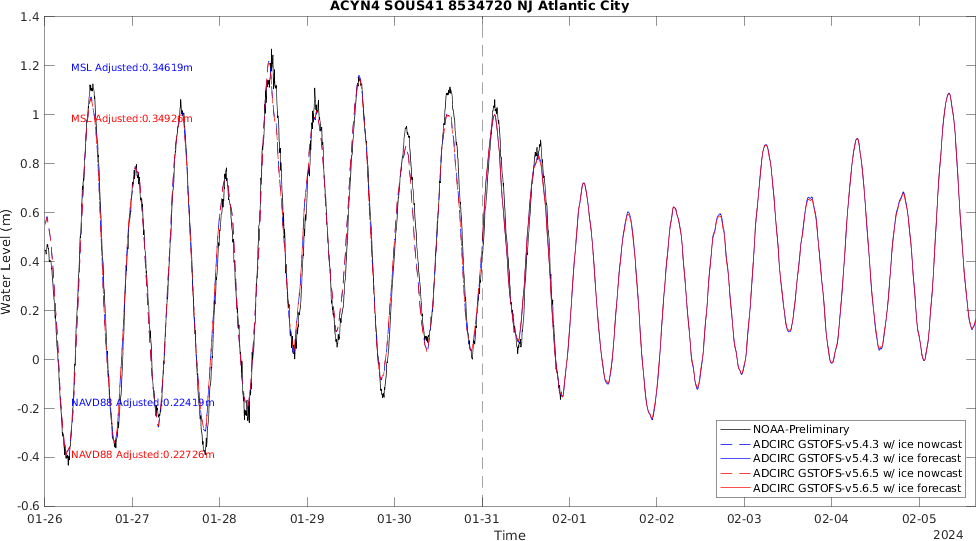 ACYN4 SOUS41 8534720 NJ Atlantic City
1.4
1.2
1
0.8
0.6
0.4
0.2
0
-0.2
-0.4
-0.6
Water Level (m)
MSL Adjusted:0.34619m
MSL Adjusted:0.34926m
NAVD88 Adjusted:0.22419m
NAVD88 Adjusted:0.22726m
NOAA-Preliminary
ADCIRC GSTOFS-v5.4.3 w/ ice nowcast
ADCIRC GSTOFS-v5.4.3 w/ ice forecast
ADCIRC GSTOFS-v5.6.5 w/ ice nowcast
ADCIRC GSTOFS-v5.6.5 w/ ice forecast
01-26 01-27 01-28 01-29 01-30 01-31 02-01 02-02 02-03 02-04 02-05
Time
2024